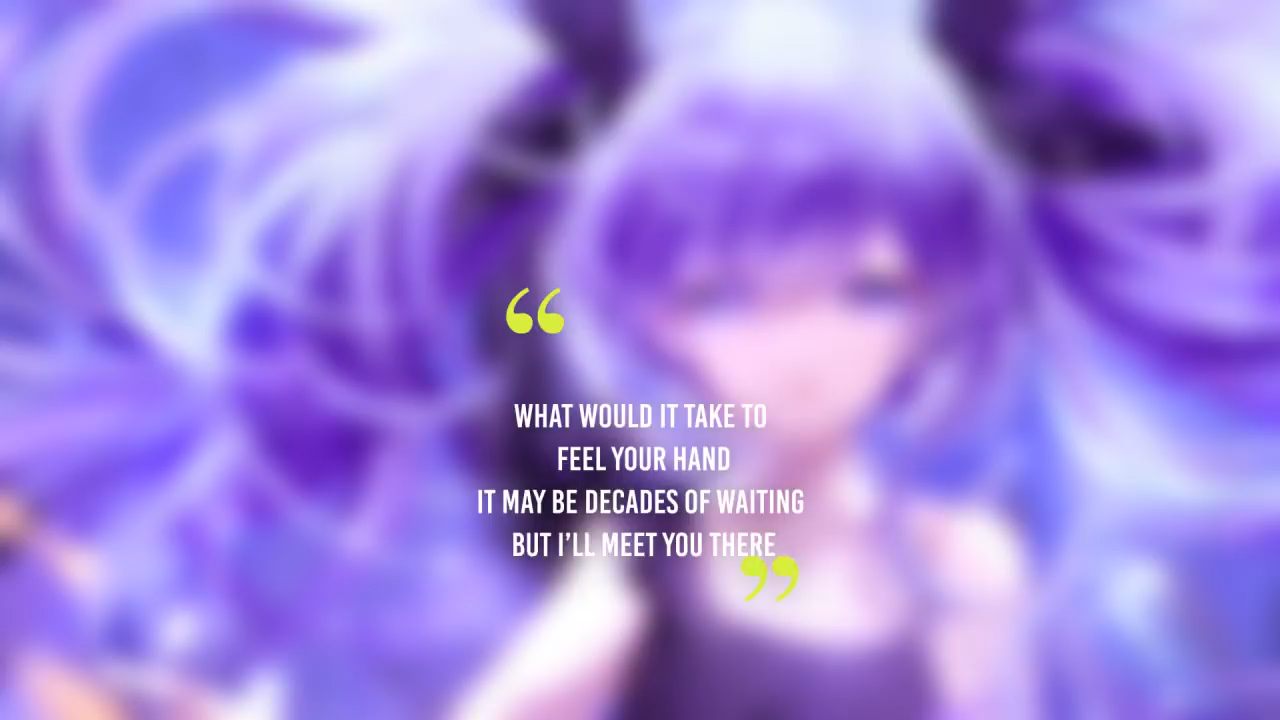 “
WHAT WOULD IT TAKE TO
FEEL YOUR HAND
IT MAY BE DECADES OF WAITING
BUT I’LL MEET YOU THERE
”